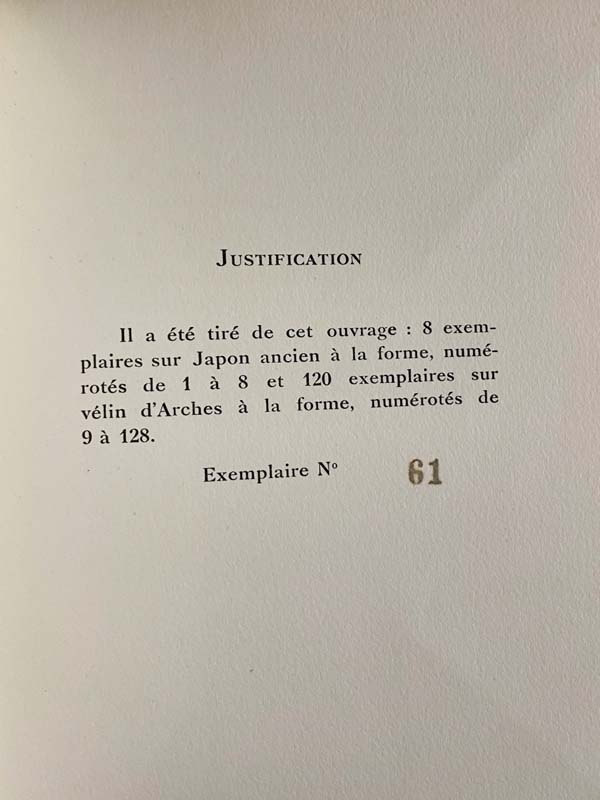 Justification
Il a été tiré de cet ouvrage : 8 exem-
plaires sur Japon ancien à la forme, numé-
rotés de 1 à 8 et 120 exemplaires sur
vélin d'Arches à la forme, numérotés de
9 à 128.
Exemplaire Nº 61